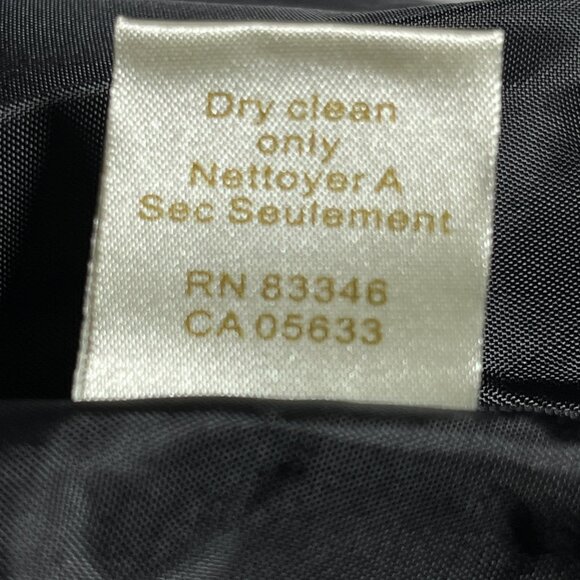 Dry clean
only
Nettoyer A
Sec Seulement
RN 83346
CA 05633